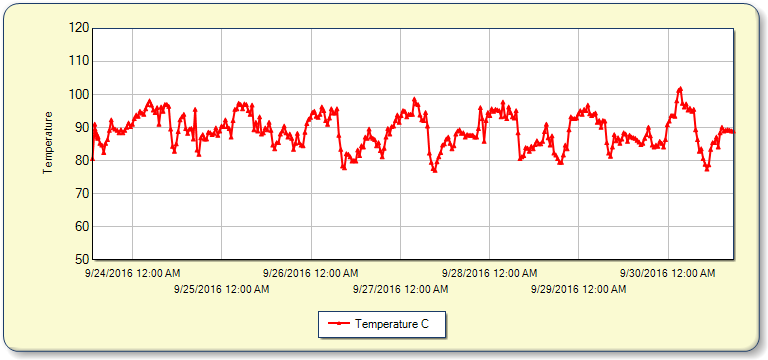 120
110
100
90
80
70
60
50
Temperature
9/24/2016 12:00 AM
9/25/2016 12:00 AM
9/26/2016 12:00 AM
9/27/2016 12:00 AM
9/28/2016 12:00 AM
9/29/2016 12:00 AM
9/30/2016 12:00 AM
Temperature C